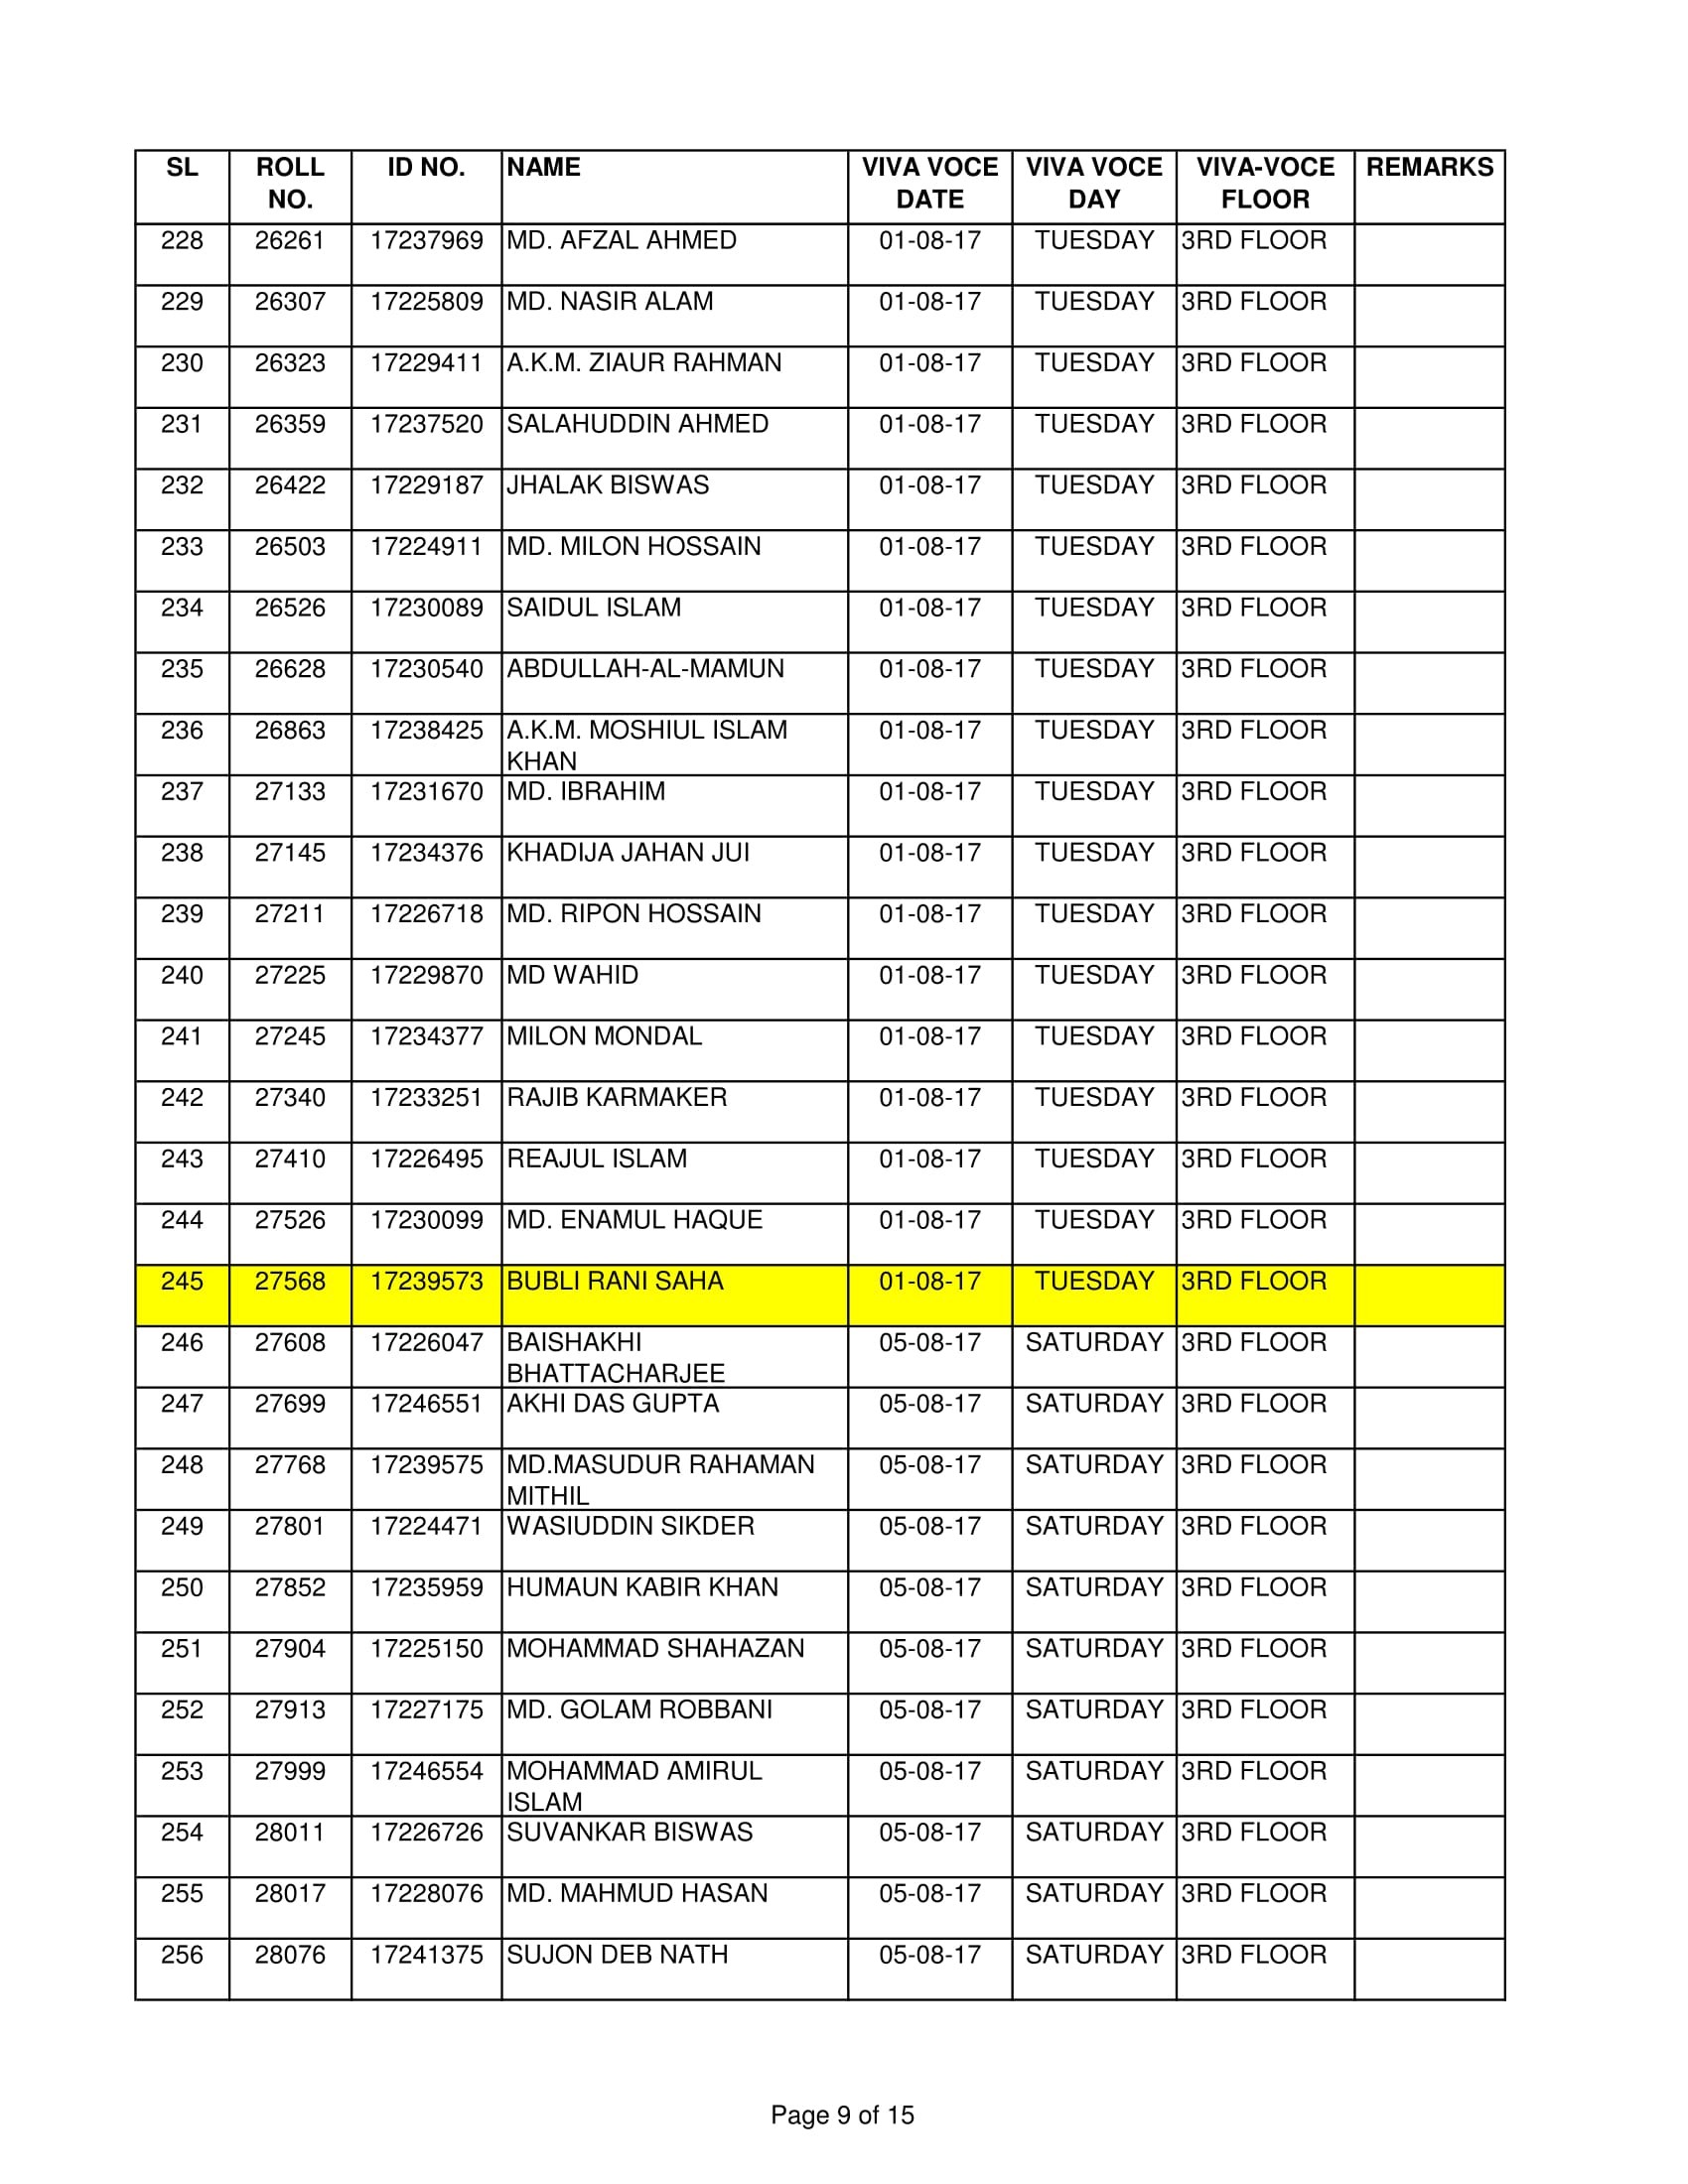 SL ROLL NO. ID NO. NAME VIVA VOCE DATE VIVA VOCE DAY VIVA-VOCE FLOOR REMARKS
228 26261 17237969 MD. AFZAL AHMED 01-08-17 TUESDAY 3RD FLOOR
229 26307 17225809 MD. NASIR ALAM 01-08-17 TUESDAY 3RD FLOOR
230 26323 17229411 A.K.M. ZIAUR RAHMAN 01-08-17 TUESDAY 3RD FLOOR
231 26359 17237520 SALAHUDDIN AHMED 01-08-17 TUESDAY 3RD FLOOR
232 26422 17229187 JHALAK BISWAS 01-08-17 TUESDAY 3RD FLOOR
233 26503 17224911 MD. MILON HOSSAIN 01-08-17 TUESDAY 3RD FLOOR
234 26526 17230089 SAIDUL ISLAM 01-08-17 TUESDAY 3RD FLOOR
235 26628 17230540 ABDULLAH-AL-MAMUN 01-08-17 TUESDAY 3RD FLOOR
236 26863 17238425 A.K.M. MOSHIUL ISLAM KHAN 01-08-17 TUESDAY 3RD FLOOR
237 27133 17231670 MD. IBRAHIM 01-08-17 TUESDAY 3RD FLOOR
238 27145 17234376 KHADIJA JAHAN JUI 01-08-17 TUESDAY 3RD FLOOR
239 27211 17226718 MD. RIPON HOSSAIN 01-08-17 TUESDAY 3RD FLOOR
240 27225 17229870 MD WAHID 01-08-17 TUESDAY 3RD FLOOR
241 27245 17234377 MILON MONDAL 01-08-17 TUESDAY 3RD FLOOR
242 27340 17233251 RAJIB KARMAKER 01-08-17 TUESDAY 3RD FLOOR
243 27410 17226495 REAJUL ISLAM 01-08-17 TUESDAY 3RD FLOOR
244 27526 17230099 MD. ENAMUL HAQUE 01-08-17 TUESDAY 3RD FLOOR
245 27568 17239573 BUBLI RANI SAHA 01-08-17 TUESDAY 3RD FLOOR
246 27608 17226047 BAISHAKHI BHATTACHARJEE 05-08-17 SATURDAY 3RD FLOOR
247 27699 17246551 AKHI DAS GUPTA 05-08-17 SATURDAY 3RD FLOOR
248 27768 17239575 MD.MASUDUR RAHAMAN MITHIL 05-08-17 SATURDAY 3RD FLOOR
249 27801 17224471 WASIUDDIN SIKDER 05-08-17 SATURDAY 3RD FLOOR
250 27852 17235959 HUMAUN KABIR KHAN 05-08-17 SATURDAY 3RD FLOOR
251 27904 17225150 MOHAMMAD SHAHAZAN 05-08-17 SATURDAY 3RD FLOOR
252 27913 17227175 MD. GOLAM ROBBANI 05-08-17 SATURDAY 3RD FLOOR
253 27999 17246554 MOHAMMAD AMIRUL ISLAM 05-08-17 SATURDAY 3RD FLOOR
254 28011 17226726 SUVANKAR BISWAS 05-08-17 SATURDAY 3RD FLOOR
255 28017 17228076 MD. MAHMUD HASAN 05-08-17 SATURDAY 3RD FLOOR
256 28076 17241375 SUJON DEB NATH 05-08-17 SATURDAY 3RD FLOOR
Page 9 of 15